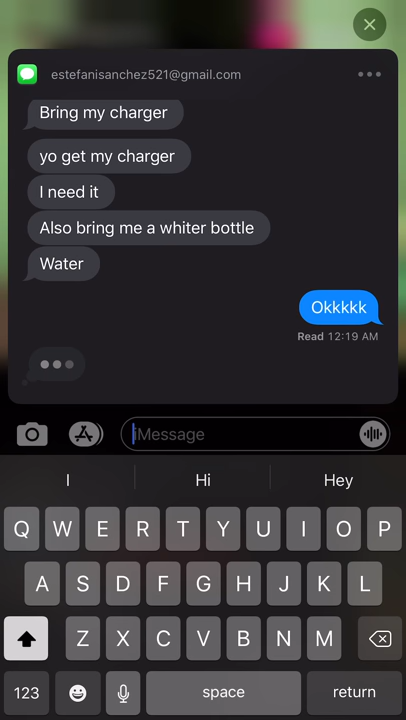 estefanisanchez521@gmail.com
Bring my charger
yo get my charger
I need it
Also bring me a whiter bottle
Water
Okkkkk
Read 12:19 AM
iMessage
I Hi Hey
Q W E R T Y U I O P
A S D F G H J K L
Z X C V B N M
123 space return